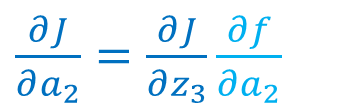 ∂J/∂a₂ = ∂J/∂z₃ ∂f/∂a₂